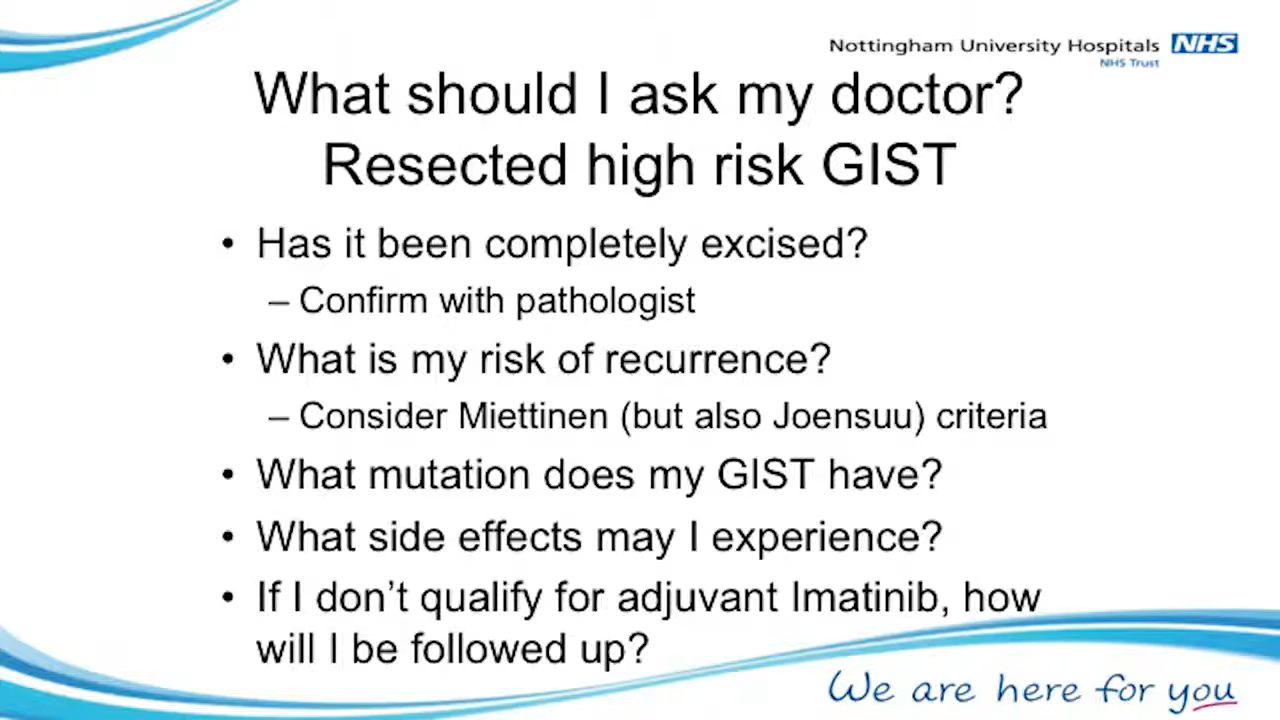 Nottingham University Hospitals NHS
NHS Trust
What should I ask my doctor?
Resected high risk GIST
• Has it been completely excised?
– Confirm with pathologist
• What is my risk of recurrence?
– Consider Miettinen (but also Joensuu) criteria
• What mutation does my GIST have?
• What side effects may I experience?
• If I don’t qualify for adjuvant Imatinib, how
will I be followed up?
We are here for you